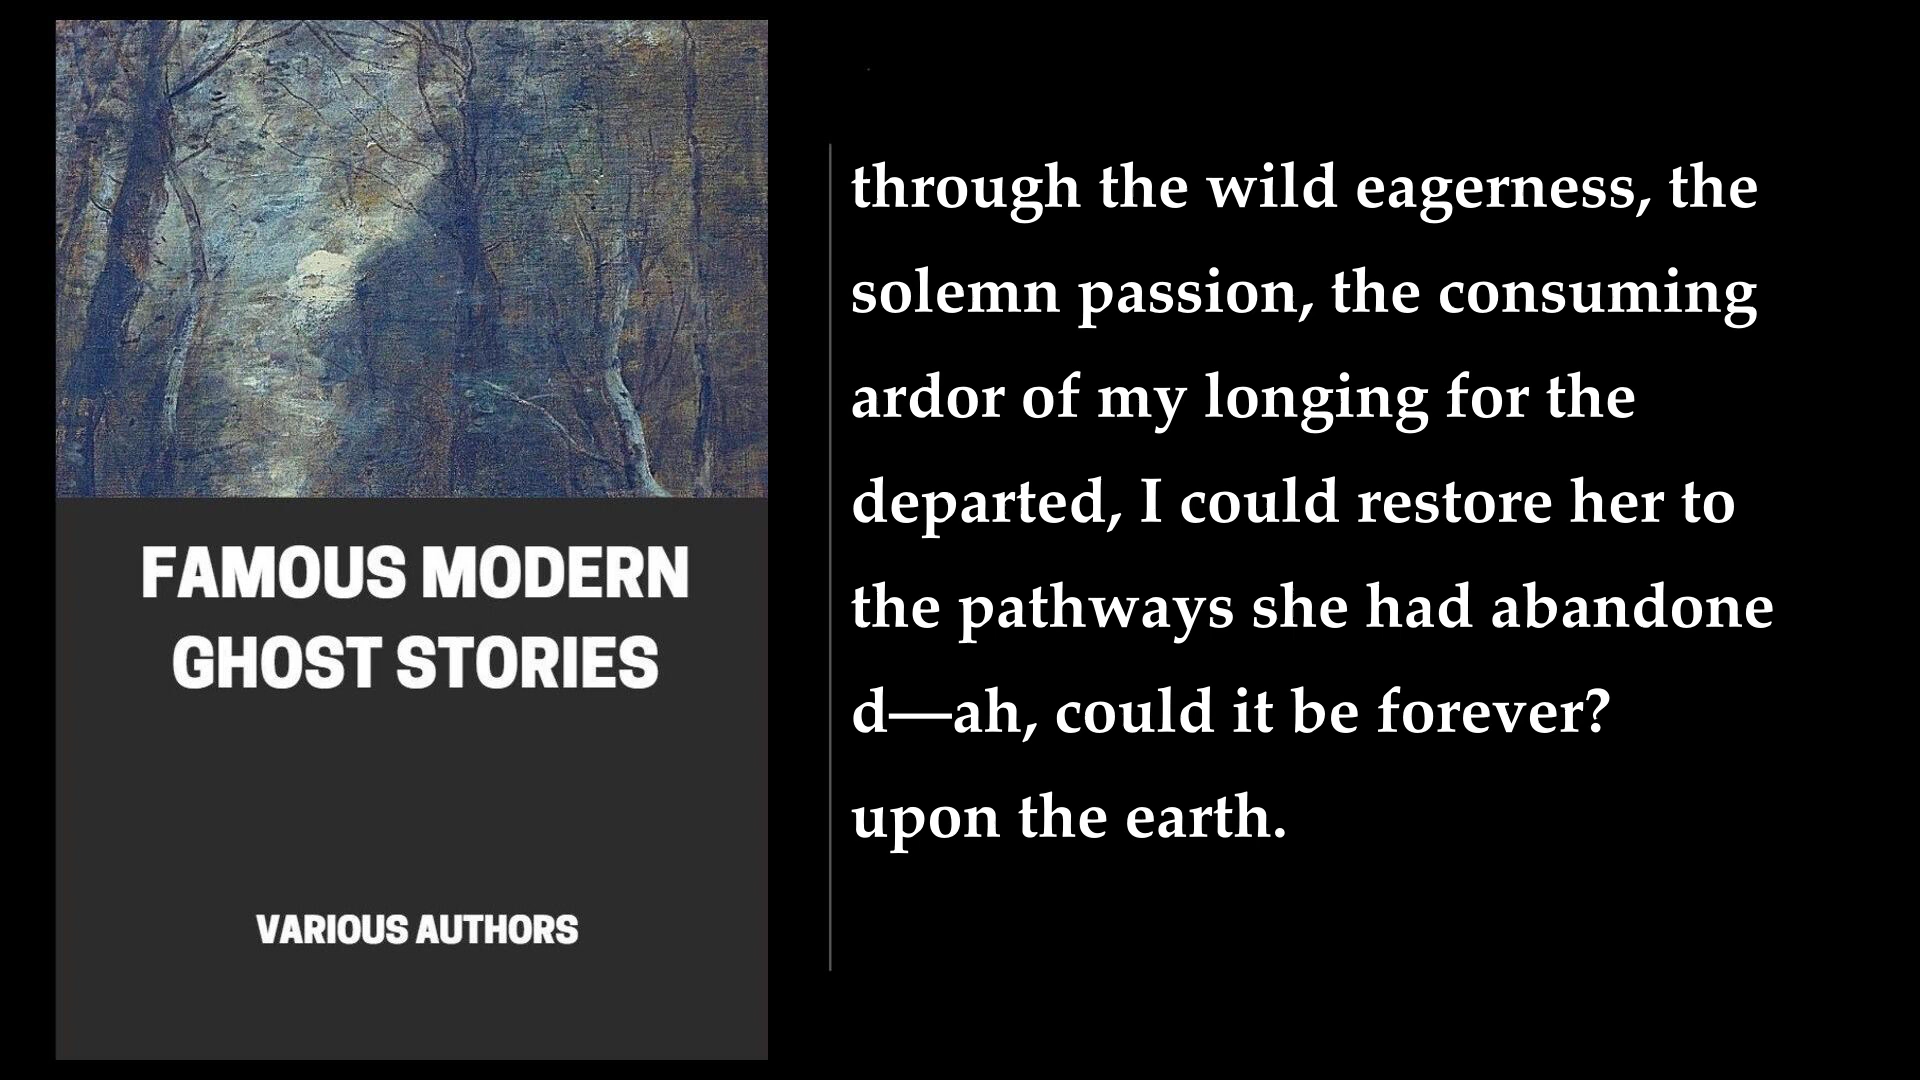 FAMOUS MODERN
GHOST STORIES
VARIOUS AUTHORS
through the wild eagerness, the
solemn passion, the consuming
ardor of my longing for the
departed, I could restore her to
the pathways she had abandone
d—ah, could it be forever?
upon the earth.